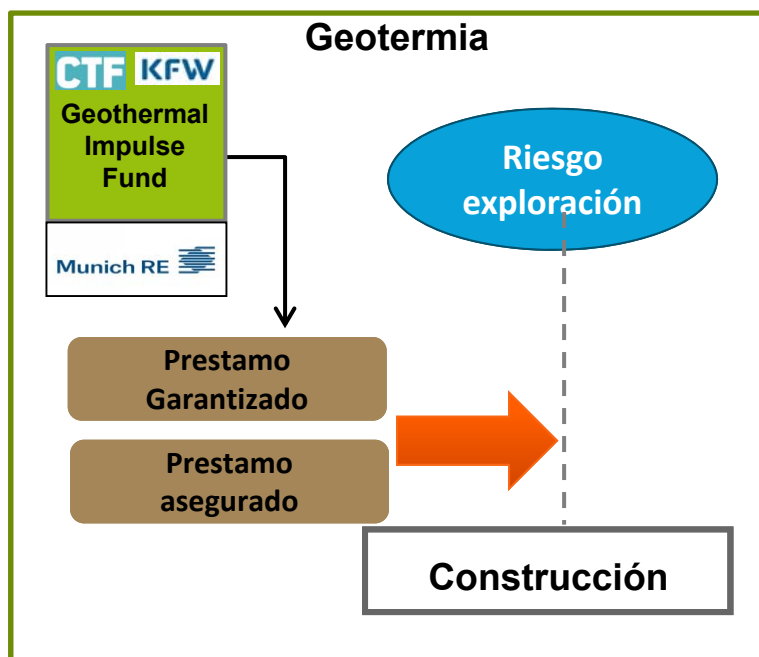 Geotermia
CTF KFW
Geothermal
Impulse
Fund
Munich RE
Riesgo
exploración
Prestamo
Garantizado
Prestamo
asegurado
Construcción